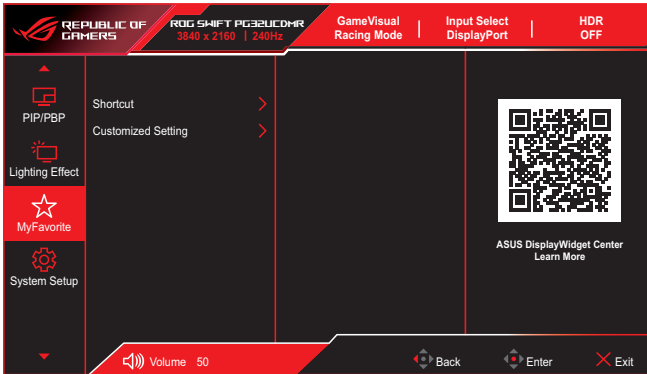 REPUBLIC OF
GAMERS
ROG SWIFT PG32UCDMR
3840 x 2160 | 240Hz
GameVisual
Racing Mode
Input Select
DisplayPort
HDR
OFF
PIP/PBP
Lighting Effect
MyFavorite
System Setup
Shortcut
Customized Setting
ASUS DisplayWidget Center
Learn More
Volume 50
Back
Enter
Exit